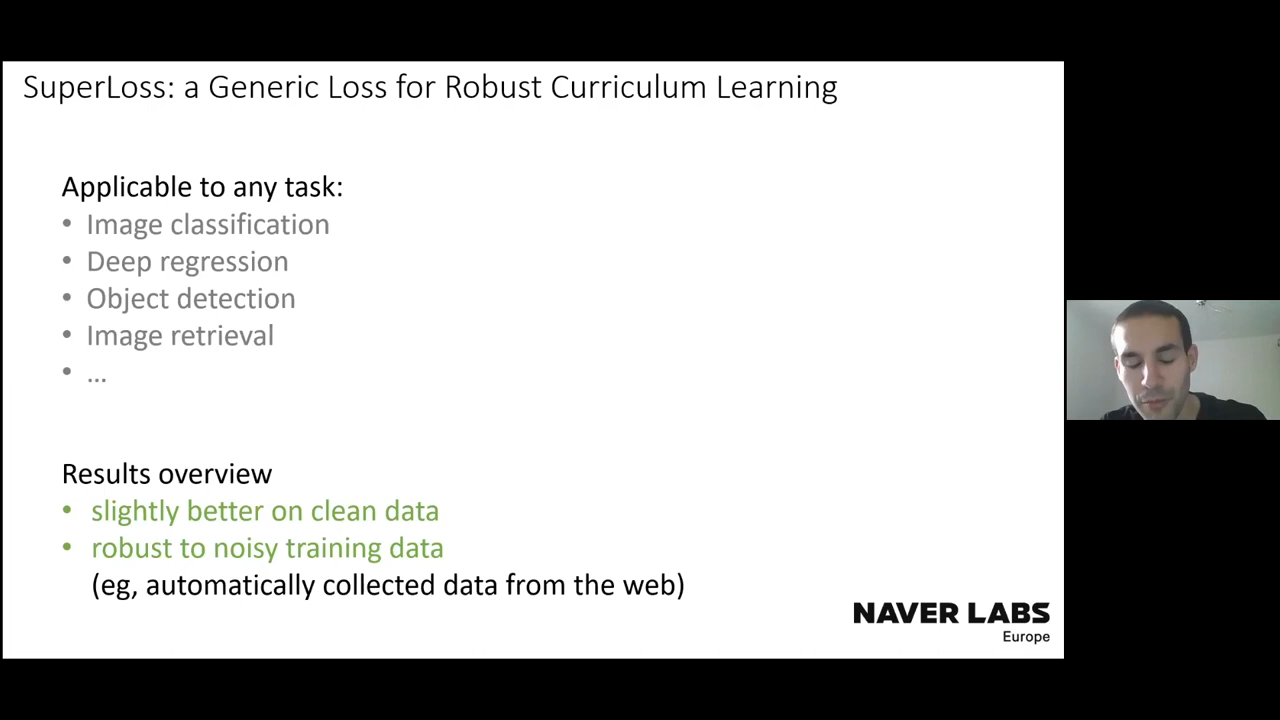 SuperLoss: a Generic Loss for Robust Curriculum Learning
Applicable to any task:
• Image classification
• Deep regression
• Object detection
• Image retrieval
• ...
Results overview
• slightly better on clean data
• robust to noisy training data
(eg, automatically collected data from the web)
NAVER LABS
Europe